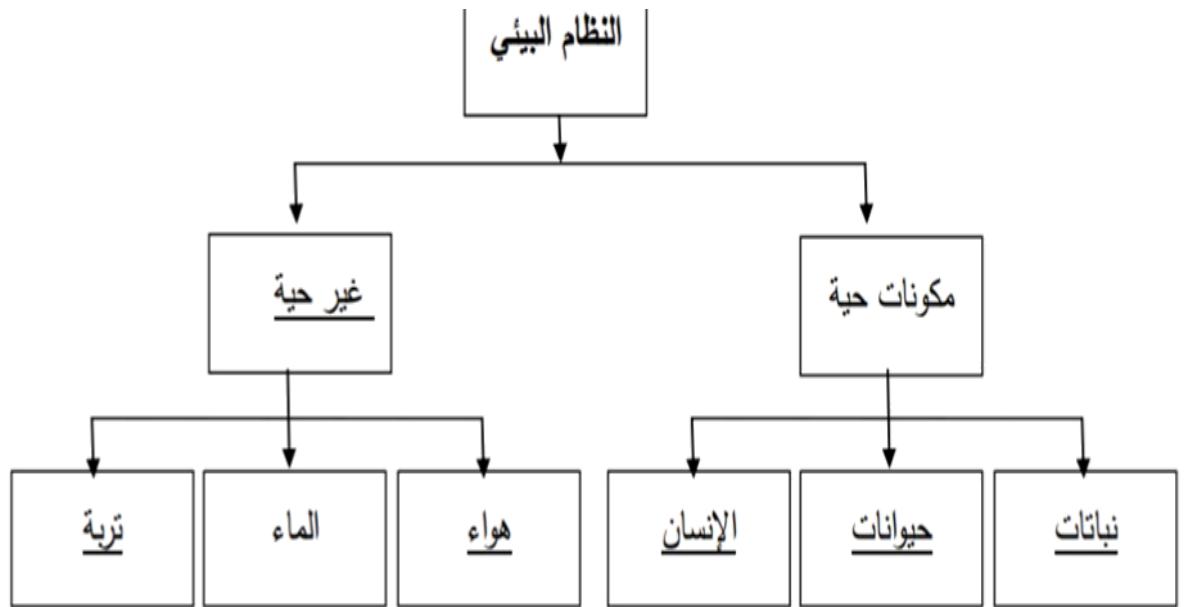 النظام البيئي
مكونات حية
غير حية
نباتات
حيوانات
الإنسان
هواء
الماء
تربة